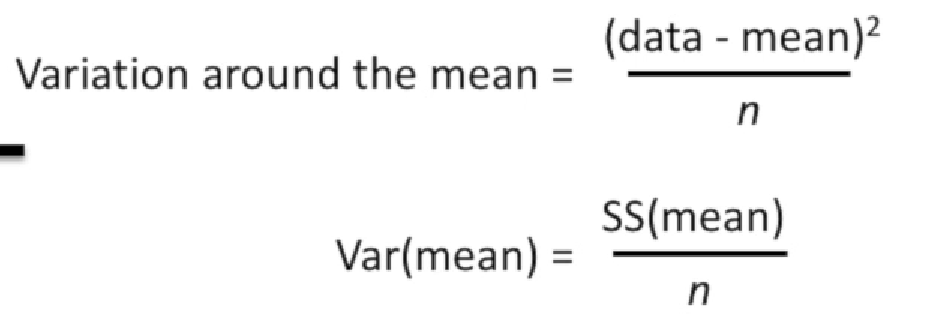 (data - mean)²
Variation around the mean =
n
SS(mean)
Var(mean) =
n